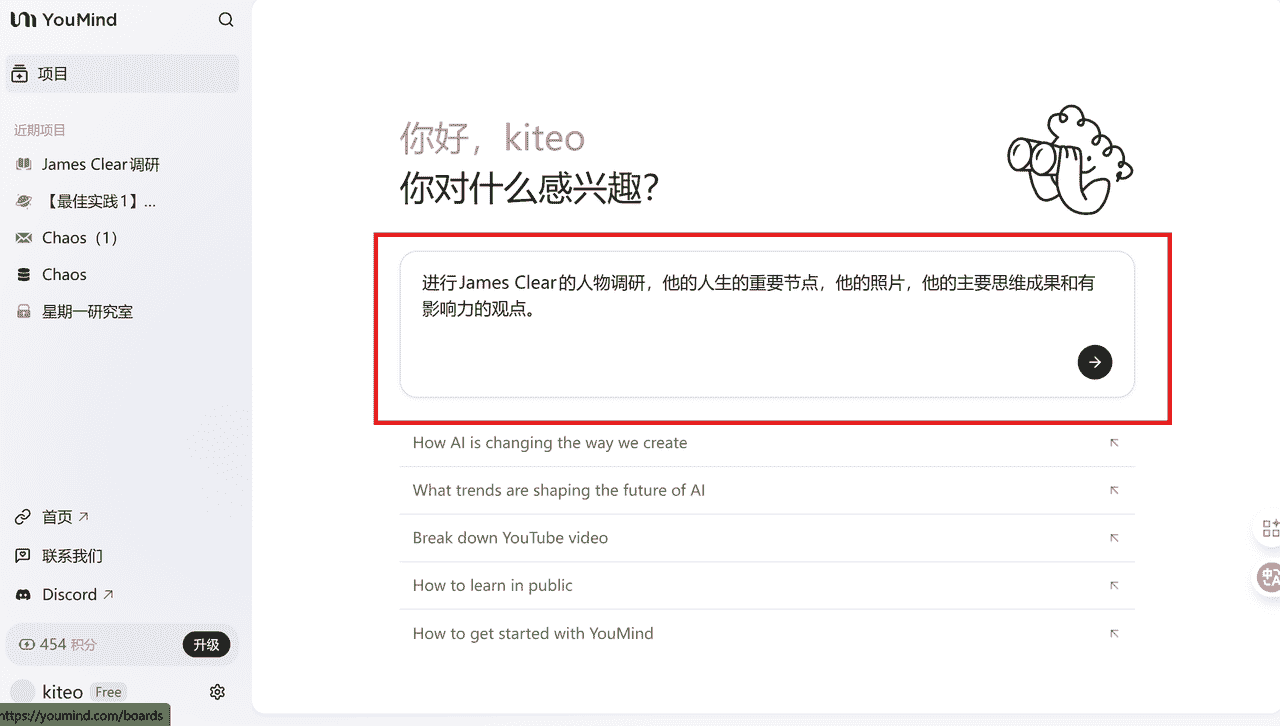 YouMind
项目
近期项目
James Clear调研
【最佳实践1】...
Chaos（1）
Chaos
星期一研究室
首页
联系我们
Discord
454 积分
升级
kiteo Free
https://youmind.com/boards
你好，kiteo
你对什么感兴趣？
进行James Clear的人物调研，他的人生的重要节点，他的照片，他的主要思维成果和有
影响力的观点。
How AI is changing the way we create
What trends are shaping the future of AI
Break down YouTube video
How to learn in public
How to get started with YouMind